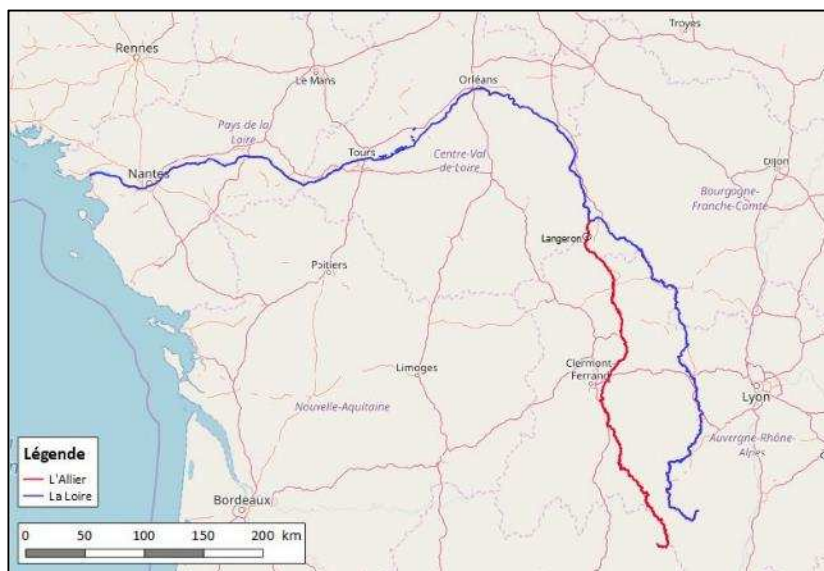 Troyes
Rennes
Le Mans
Orléans
Pays de la
Loire
Tours
Centre-Val
de-Loire
Dijon
Nantes
Bourgogne-
Franche-Comté
Langeron
Poitiers
Clermont-
Ferrand
Limoges
Lyon
Nouvelle-Aquitaine
Auvergne-Rhône-
Alpes
Légende
L'Allier
La Loire
Bordeaux
0 50 100 150 200 km